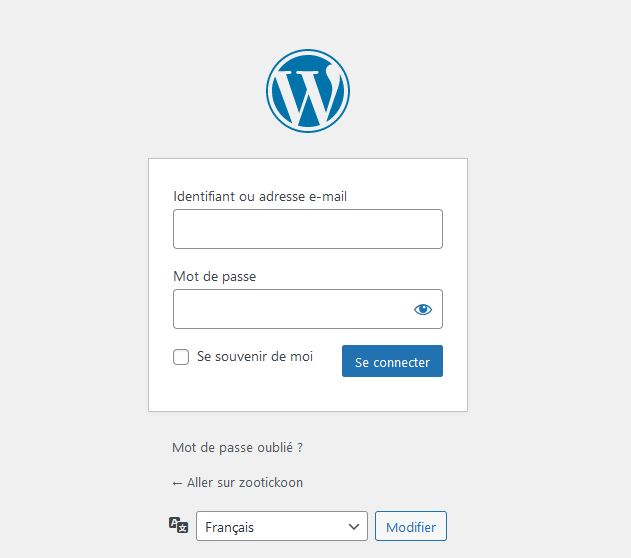 Identifiant ou adresse e-mail
Mot de passe
Se souvenir de moi
Se connecter
Mot de passe oublié ?
← Aller sur zootickoon
Français
Modifier